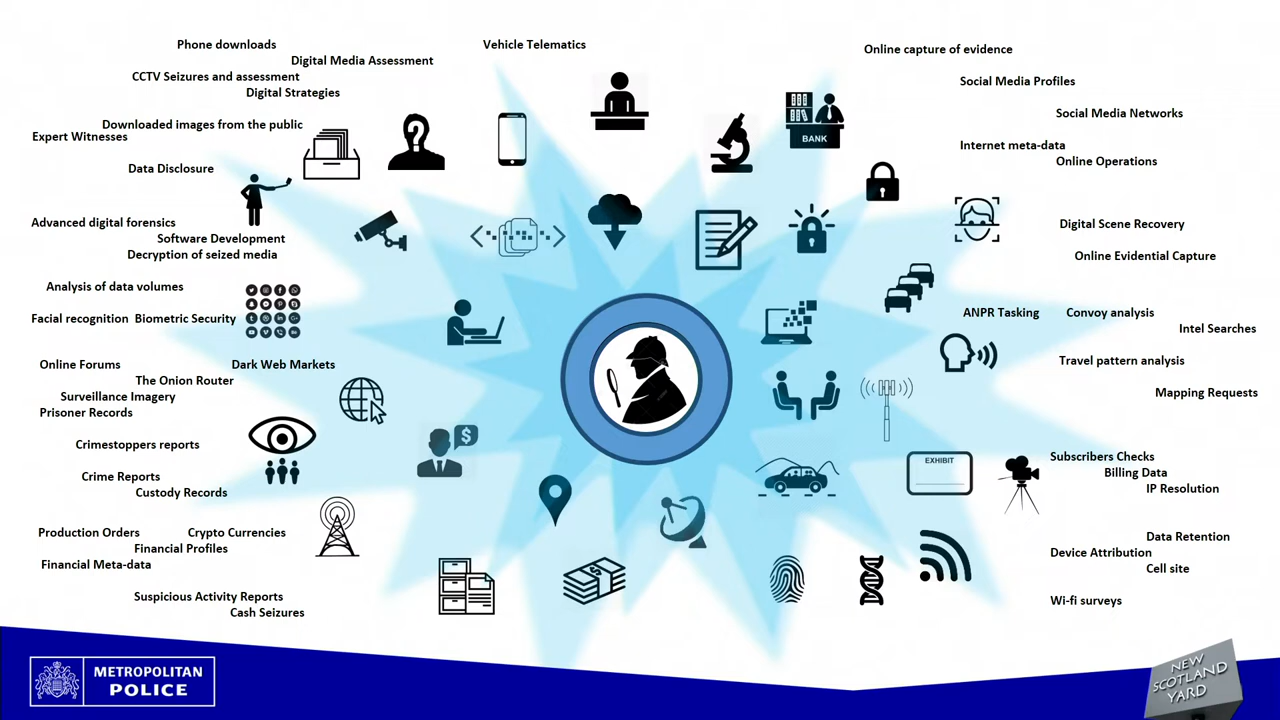 Phone downloads
Vehicle Telematics
Online capture of evidence
Digital Media Assessment
CCTV Seizures and assessment
Social Media Profiles
Digital Strategies
Social Media Networks
Downloaded images from the public
Expert Witnesses
BANK
Internet meta-data
Online Operations
Data Disclosure
Advanced digital forensics
Digital Scene Recovery
Software Development
Decryption of seized media
Online Evidential Capture
Analysis of data volumes
ANPR Tasking
Convoy analysis
Facial recognition
Biometric Security
Intel Searches
Online Forums
Dark Web Markets
Travel pattern analysis
The Onion Router
Surveillance Imagery
Mapping Requests
Prisoner Records
Crimestoppers reports
Subscribers Checks
EXHIBIT
Billing Data
Crime Reports
IP Resolution
Custody Records
Production Orders
Crypto Currencies
Data Retention
Financial Profiles
Device Attribution
Financial Meta-data
Cell site
Suspicious Activity Reports
Wi-fi surveys
Cash Seizures
METROPOLITAN
POLICE
NEW
SCOTLAND
YARD